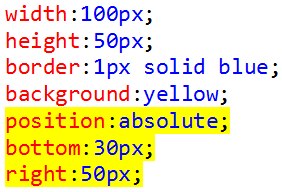 width:100px;
height:50px;
border:1px solid blue;
background:yellow;
position:absolute;
bottom:30px;
right:50px;